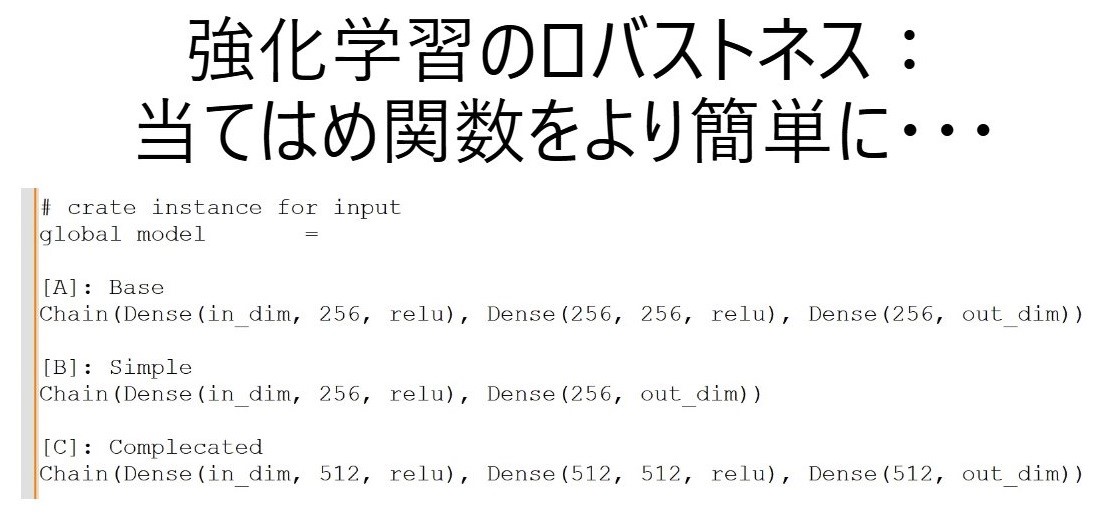 強化学習のロバストネス：
当てはめ関数をより簡単に・・・
# crate instance for input
global model        =
[A]: Base
Chain(Dense(in_dim, 256, relu), Dense(256, 256, relu), Dense(256, out_dim))
[B]: Simple
Chain(Dense(in_dim, 256, relu), Dense(256, out_dim))
[C]: Complecated
Chain(Dense(in_dim, 512, relu), Dense(512, 512, relu), Dense(512, out_dim))